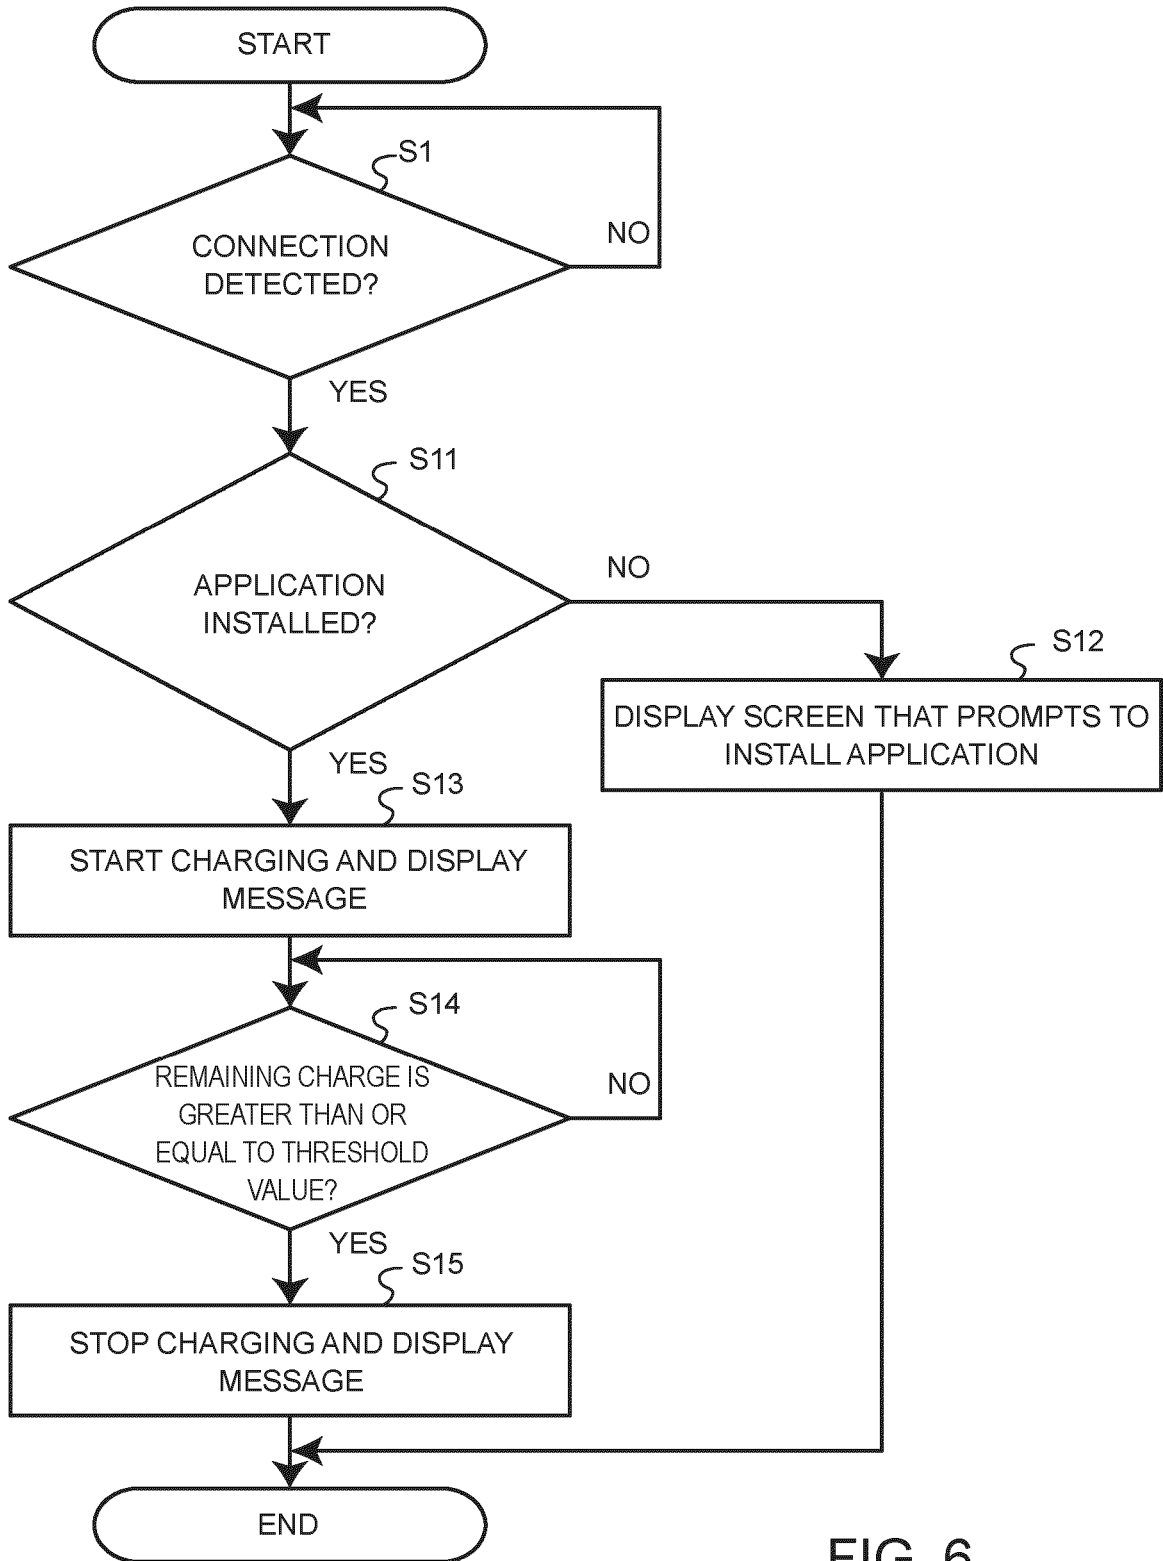 START
S1
CONNECTION
DETECTED?
NO
YES
S11
APPLICATION
INSTALLED?
NO
S12
DISPLAY SCREEN THAT PROMPTS TO
INSTALL APPLICATION
YES
S13
START CHARGING AND DISPLAY
MESSAGE
S14
REMAINING CHARGE IS
GREATER THAN OR
EQUAL TO THRESHOLD
VALUE?
NO
YES
S15
STOP CHARGING AND DISPLAY
MESSAGE
END
FIG. 6